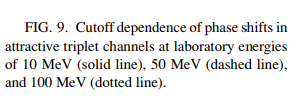 FIG. 9. Cutoff dependence of phase shifts in
attractive triplet channels at laboratory energies
of 10 MeV (solid line), 50 MeV (dashed line),
and 100 MeV (dotted line).